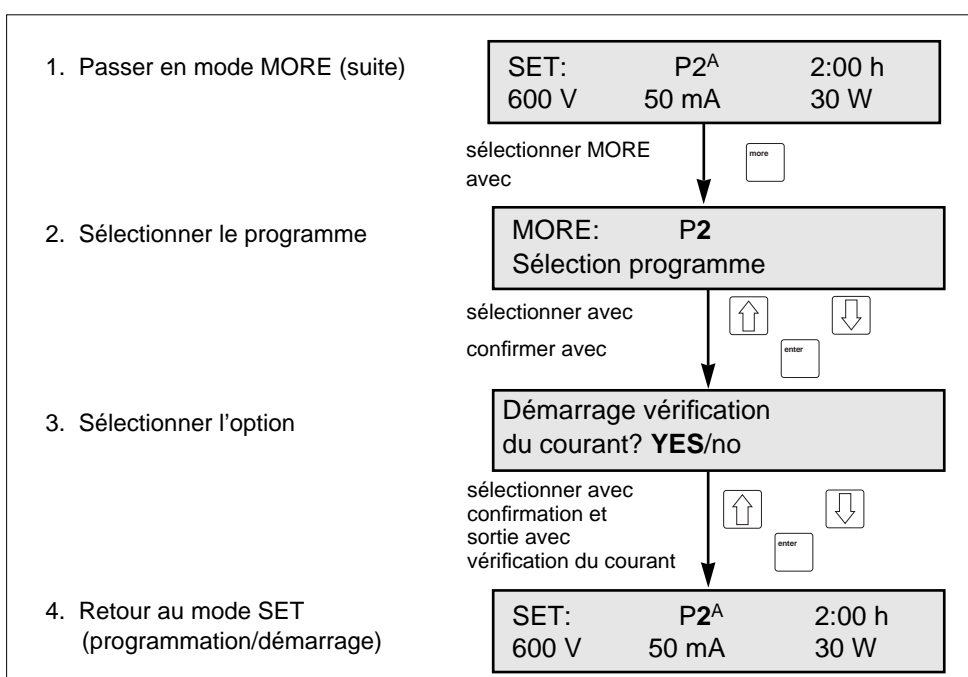 1. Passer en mode MORE (suite)
SET: P2ᴬ 2:00 h
600 V 50 mA 30 W
sélectionner MORE
avec
more
2. Sélectionner le programme
MORE: P2
Sélection programme
sélectionner avec
confirmer avec
enter
3. Sélectionner l'option
Démarrage vérification
du courant? YES/no
sélectionner avec
confirmation et
sortie avec
vérification du courant
enter
4. Retour au mode SET
(programmation/démarrage)
SET: P2ᴬ 2:00 h
600 V 50 mA 30 W